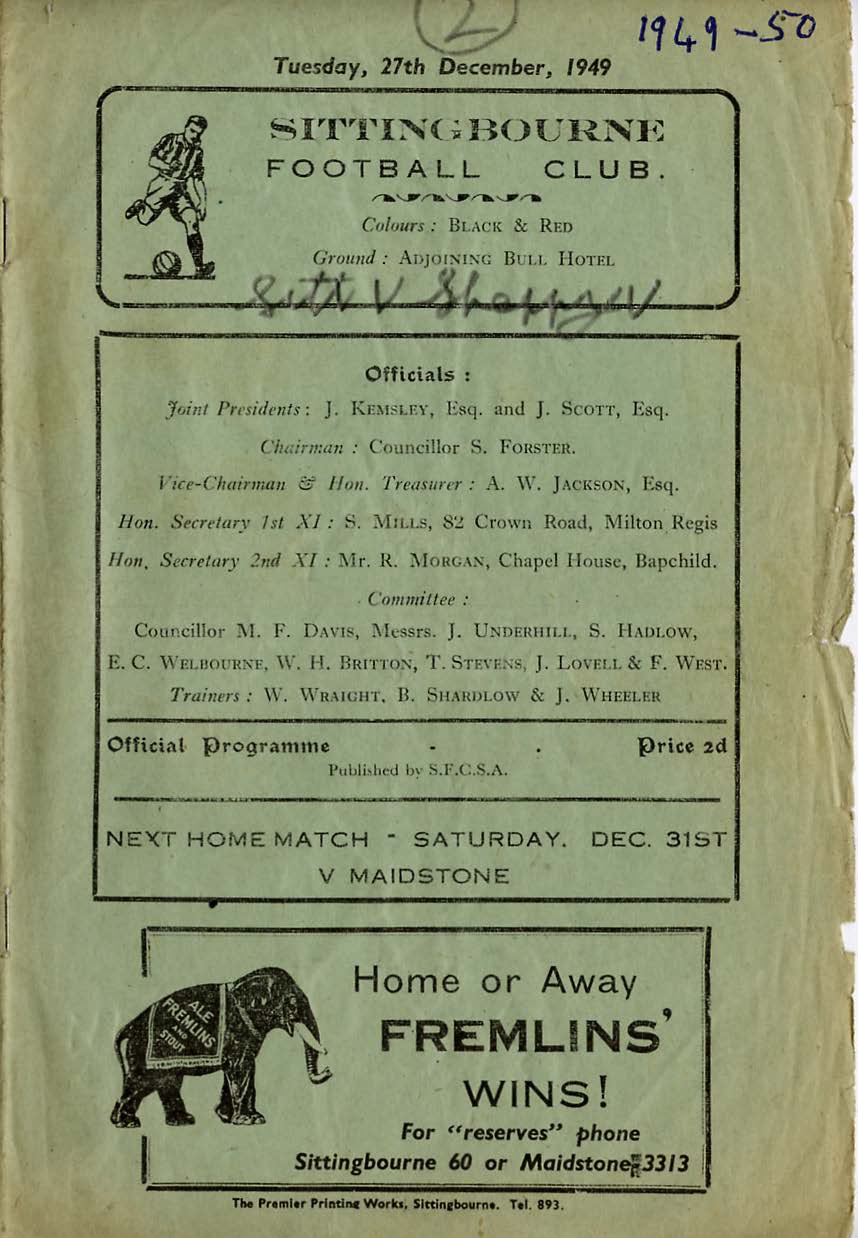 2
1949-50
Tuesday, 27th December, 1949
SITTINGBOURNE
FOOTBALL CLUB.
Colours : BLACK & RED
Ground : ADJOINING BULL HOTEL
Sitt V Sheppey U
Officials :
Joint Presidents : J. KEMSLEY, Esq. and J. SCOTT, Esq.
Chairman : Councillor S. FORSTER.
Vice-Chairman & Hon. Treasurer : A. W. JACKSON, Esq.
Hon. Secretary 1st XI : S. MILLS, 82 Crown Road, Milton Regis
Hon. Secretary 2nd XI : Mr. R. MORGAN, Chapel House, Bapchild.
Committee :
Councillor M. F. DAVIS, Messrs. J. UNDERHILL, S. HADLOW,
E. C. WELBOURNE, W. H. BRITTON, T. STEVENS, J. LOVELL & F. WEST.
Trainers : W. WRAIGHT, B. SHARDLOW & J. WHEELER
Official Programme - . Price 2d
Published by S.F.C.S.A.
NEXT HOME MATCH - SATURDAY. DEC. 31ST
V MAIDSTONE
ALE
FREMLINS
AND
STOUT
Home or Away
FREMLINS'
WINS!
For "reserves" phone
Sittingbourne 60 or Maidstone 3313
The Premier Printing Works, Sittingbourne. Tel. 893.